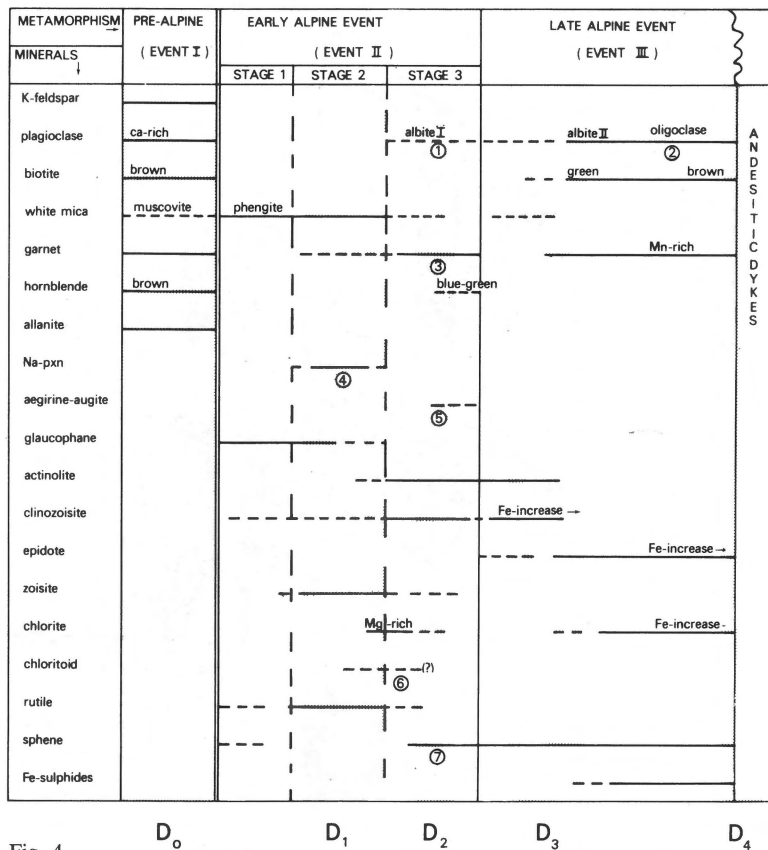 METAMORPHISM →
PRE-ALPINE
EARLY ALPINE EVENT
LATE ALPINE EVENT
( EVENT I )
( EVENT II )
( EVENT III )
MINERALS ↓
STAGE 1 STAGE 2 STAGE 3
K-feldspar
plagioclase ca-rich albite I ① albite II oligoclase ②
biotite brown green brown
white mica muscovite phengite
garnet ③ Mn-rich
hornblende brown blue-green
allanite
Na-pxn ④
aegirine-augite ⑤
glaucophane
actinolite
clinozoisite Fe-increase →
epidote Fe-increase →
zoisite
chlorite Mg-rich Fe-increase -
chloritoid (?) ⑥
rutile
sphene ⑦
Fe-sulphides
ANDESITIC DYKES
D₀ D₁ D₂ D₃ D₄
Fig. 4